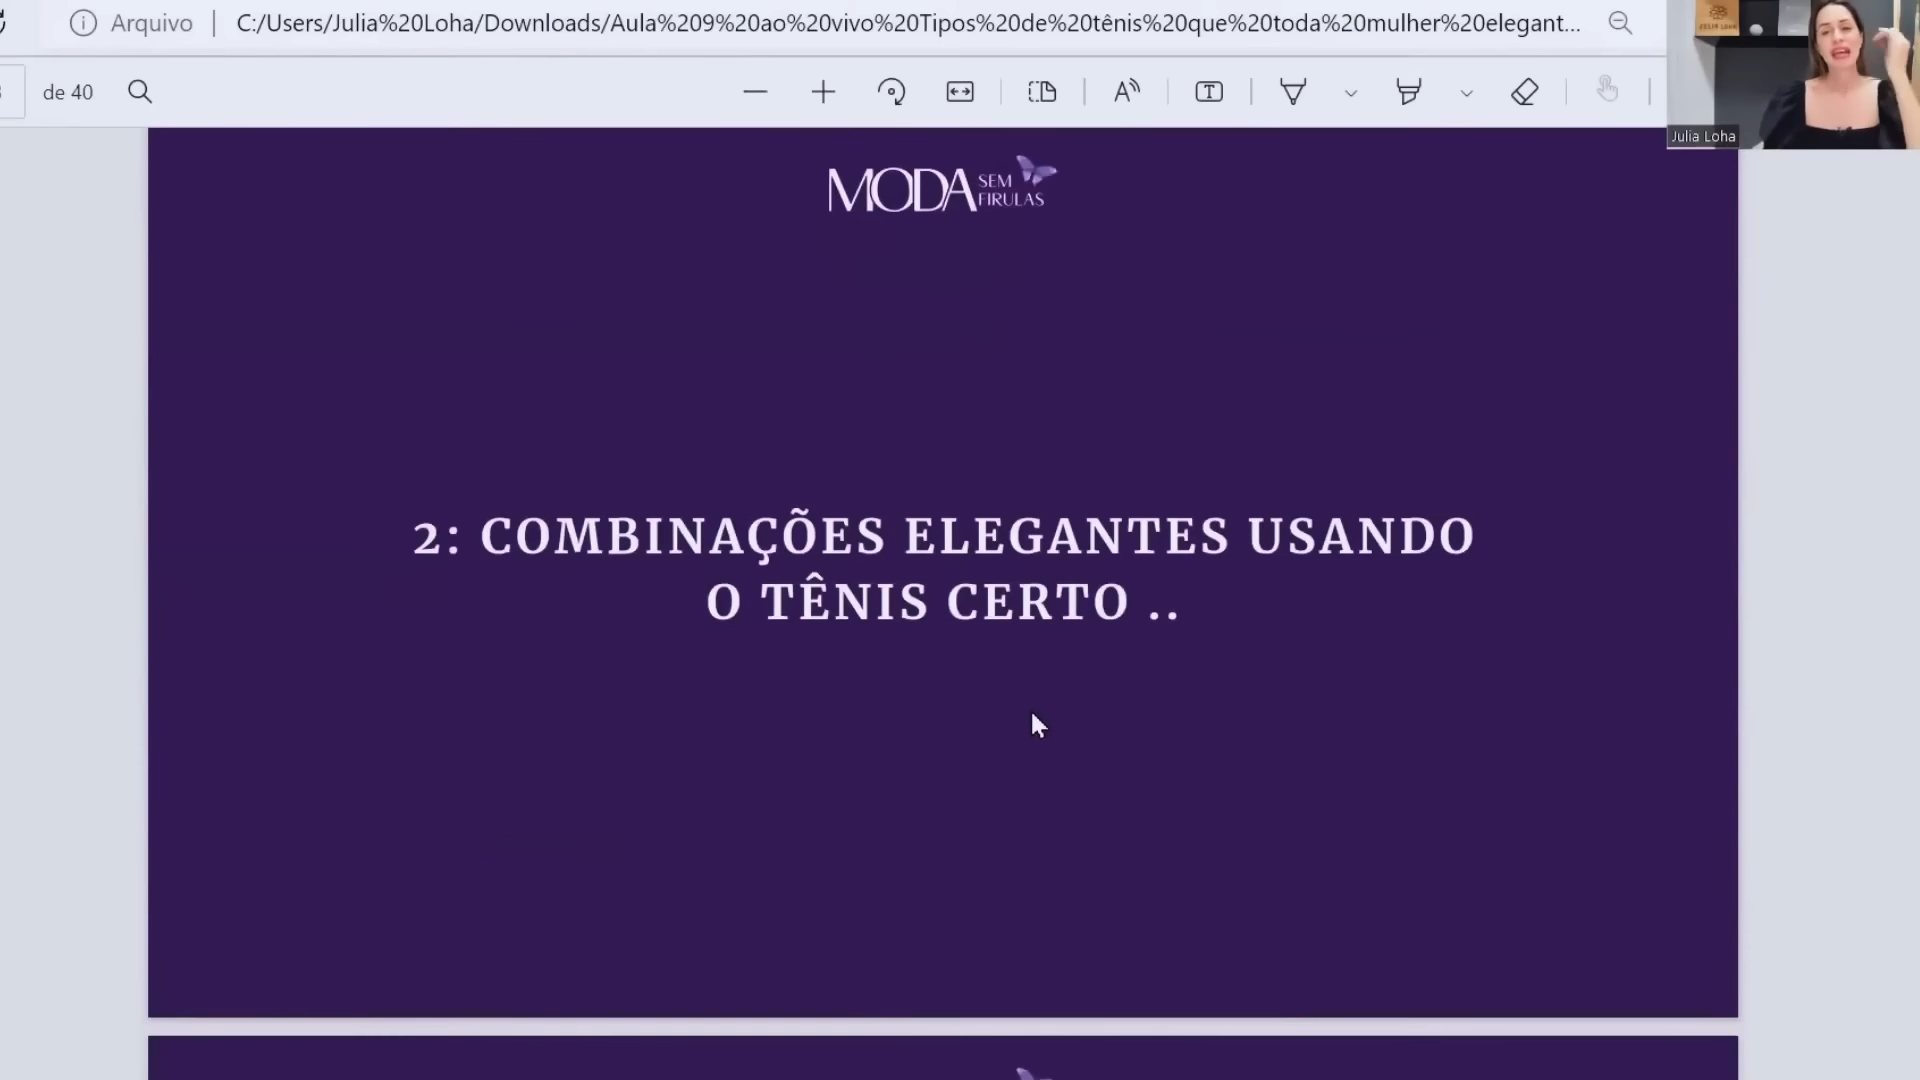 Arquivo
C:/Users/Julia%20Loha/Downloads/Aula%209%20ao%20vivo%20Tipos%20de%20tênis%20que%20toda%20mulher%20elegant...
de 40
Julia Loha
MODA SEM
FIRULAS
2: COMBINAÇÕES ELEGANTES USANDO
O TÊNIS CERTO ..